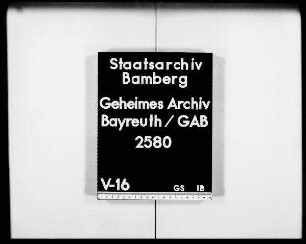 Staatsarchiv
Bamberg
Geheimes Archiv
Bayreuth / GAB
2580
V-16 GS IB